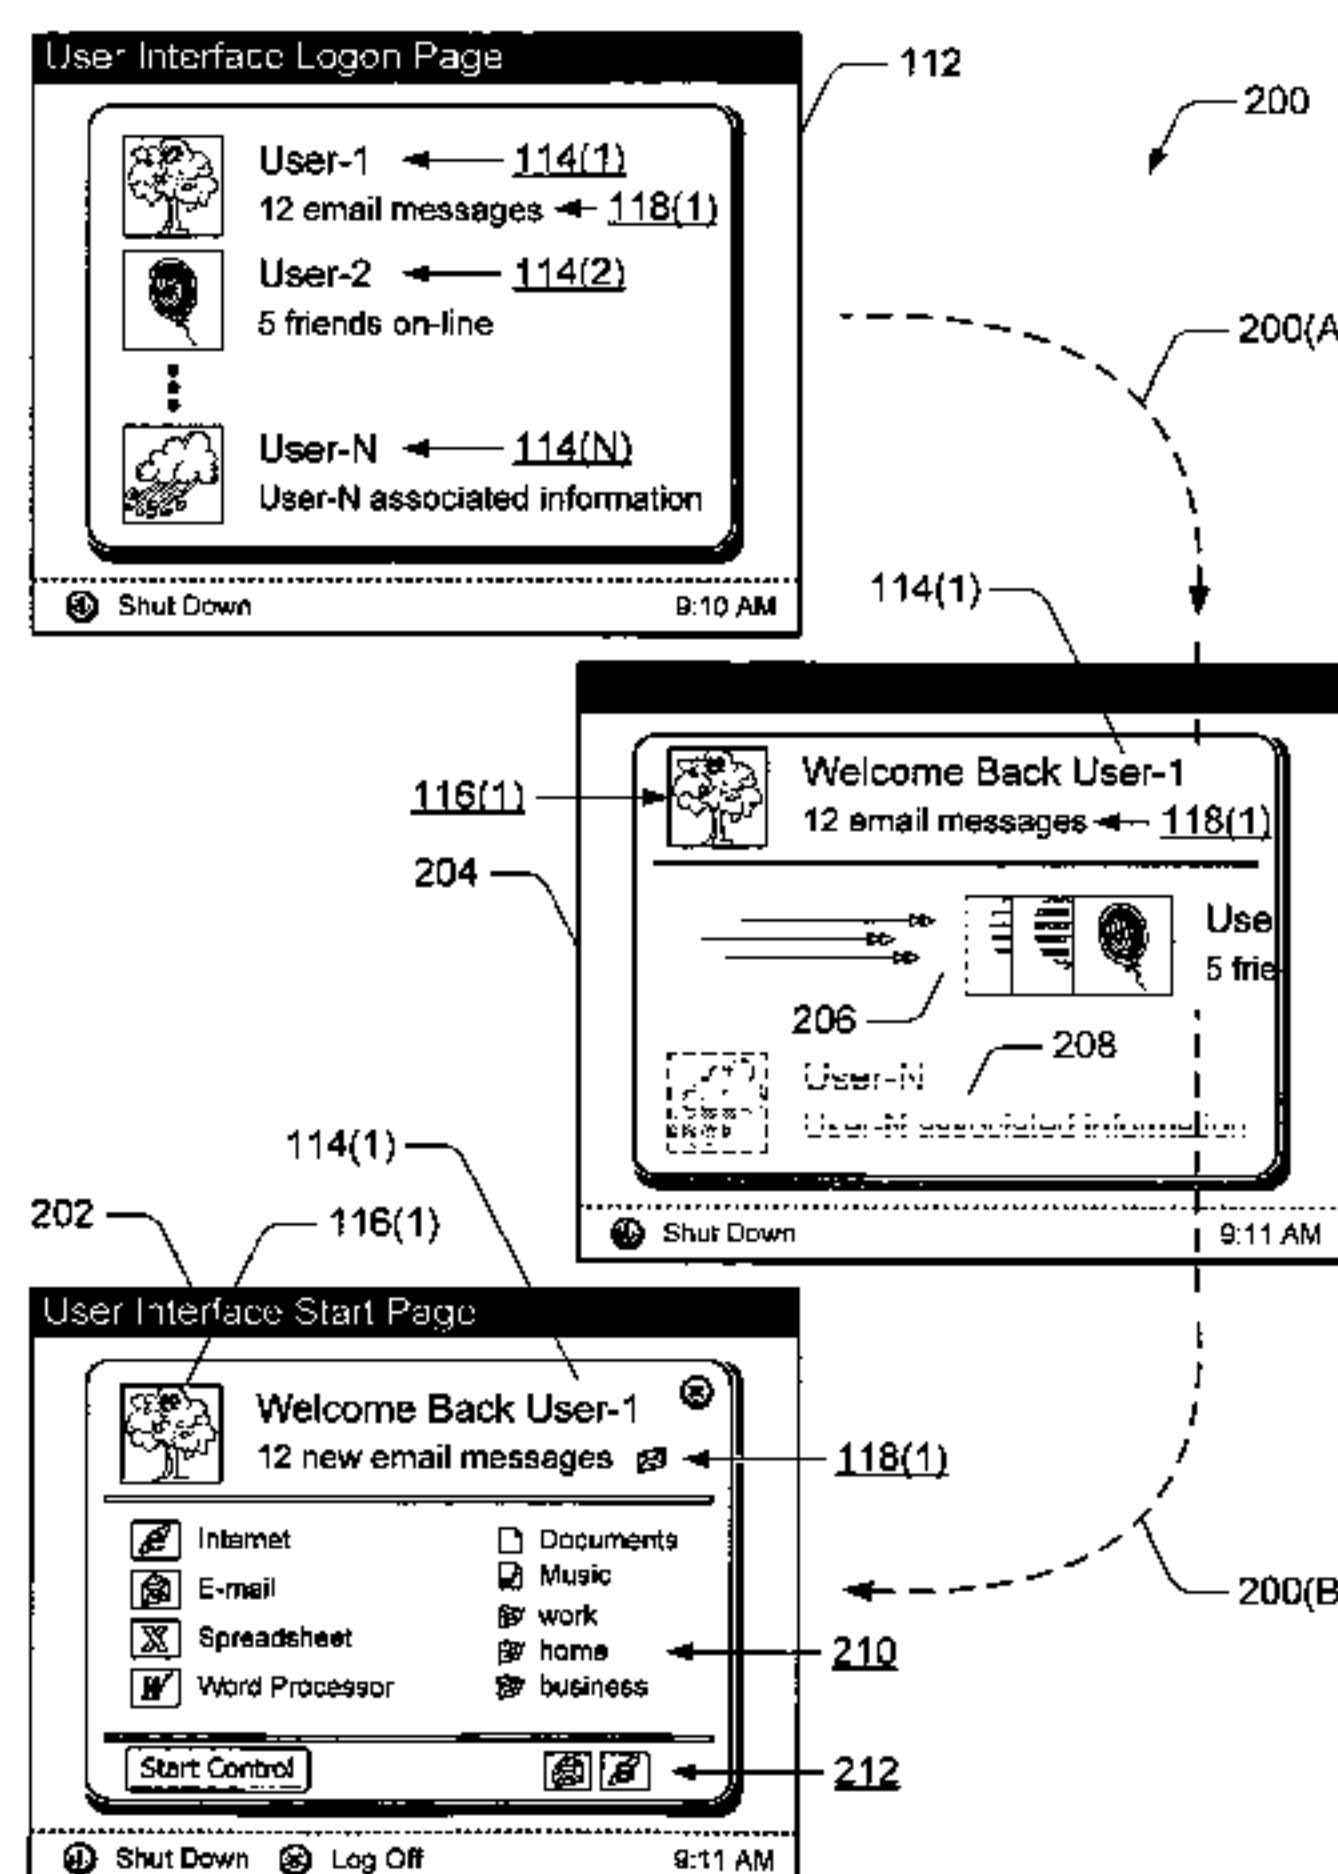 User Interface Logon Page
112
200
User-1 114(1)
12 email messages 118(1)
User-2 114(2)
5 friends on-line
200(A
User-N 114(N)
User-N associated information
Shut Down 9:10 AM
114(1)
Welcome Back User-1
116(1)
12 email messages 118(1)
204
Use
5 frie
206
208
User-N
User-N associated information
114(1)
202
116(1)
Shut Down 9:11 AM
User Interface Start Page
Welcome Back User-1
12 new email messages 118(1)
Internet Documents
E-mail Music
work
Spreadsheet home 210
Word Processor business
200(B
Start Control 212
Shut Down Log Off 9:11 AM